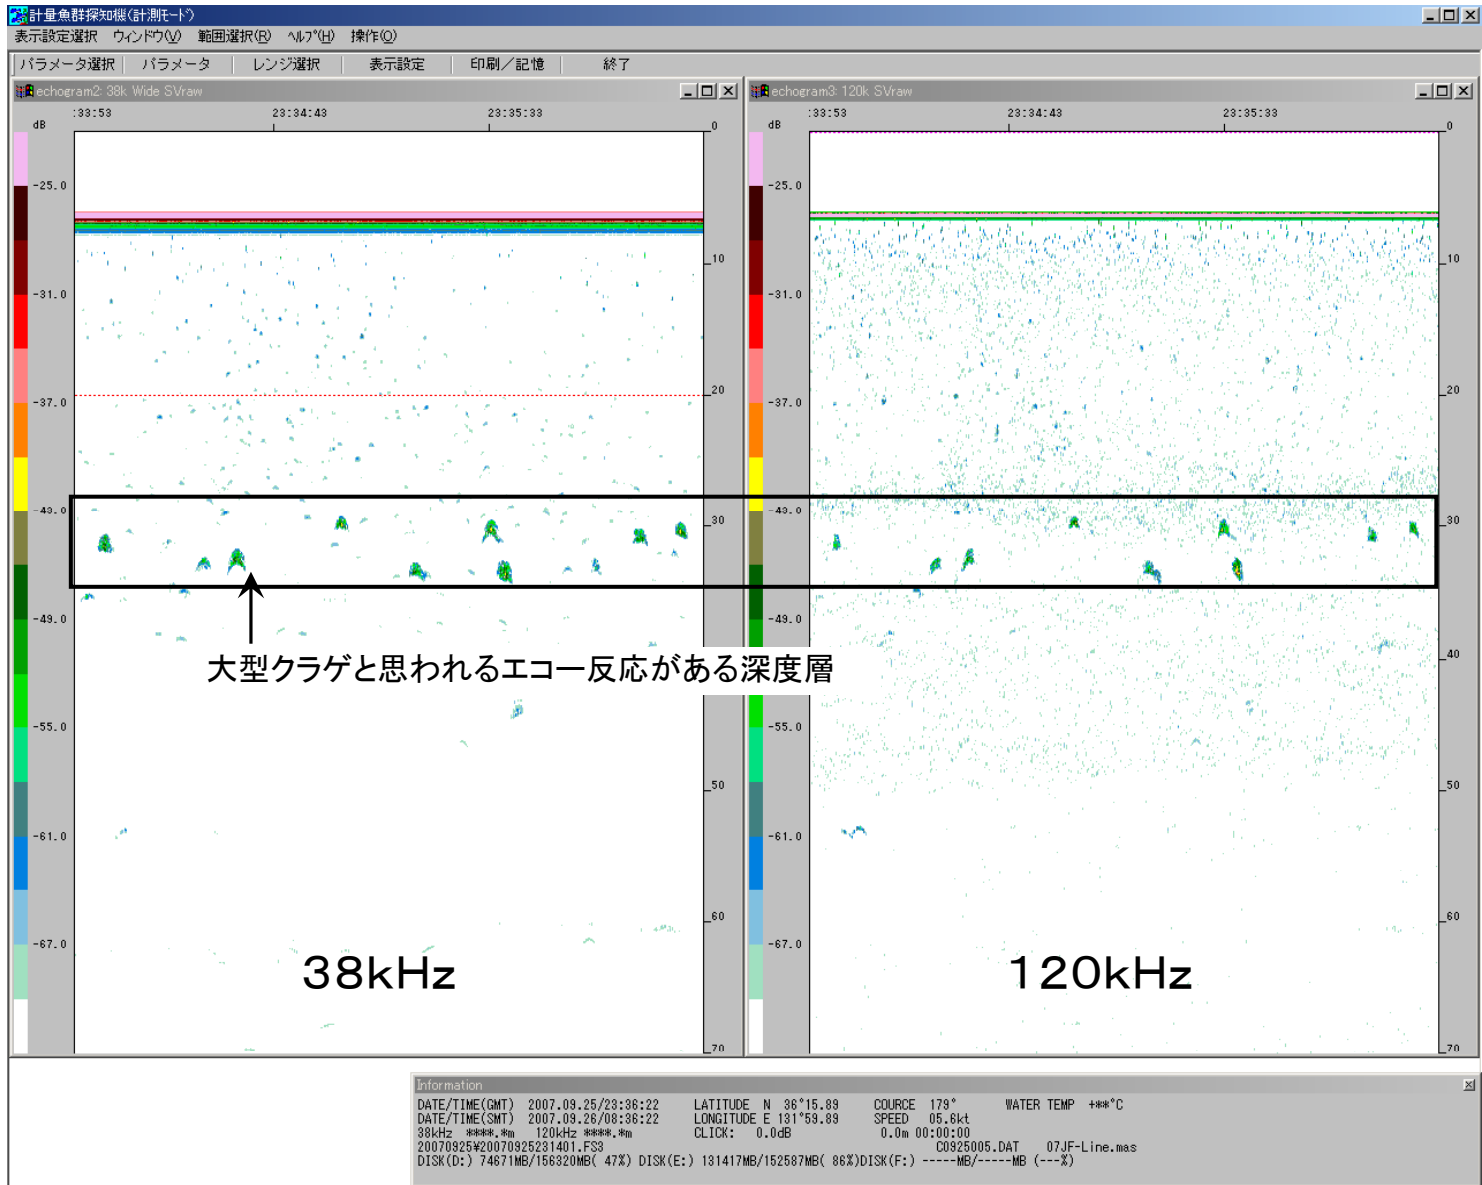 計量魚群探知機(計測モード)
表示設定選択 ウィンドウ(V) 範囲選択(R) ヘルプ(H) 操作(O)
パラメータ選択 パラメータ レンジ選択 表示設定 印刷/記憶 終了
echogram2: 38k Wide SVraw
:33:53 23:34:43 23:35:33
dB
0
-25.0
10
-31.0
20
-37.0
-43.0
30
-49.0
-55.0
50
-61.0
60
-67.0
70
38kHz
echogram3: 120k SVraw
:33:53 23:34:43 23:35:33
dB
0
-25.0
10
-31.0
20
-37.0
-43.0
30
-49.0
40
-55.0
50
-61.0
60
-67.0
70
120kHz
大型クラゲと思われるエコー反応がある深度層
Information
DATE/TIME(GMT) 2007.09.25/23:36:22 LATITUDE N 36°15.89 COURCE 179° WATER TEMP +**°C
DATE/TIME(SMT) 2007.09.26/08:36:22 LONGITUDE E 131°59.89 SPEED 05.6kt
38kHz ****.*m 120kHz ****.*m CLICK: 0.0dB 0.0m 00:00:00
20070925¥20070925231401.FS3 C0925005.DAT 07JF-Line.mas
DISK(D:) 74671MB/156320MB( 47%) DISK(E:) 131417MB/152587MB( 86%)DISK(F:) -----MB/-----MB (---%)